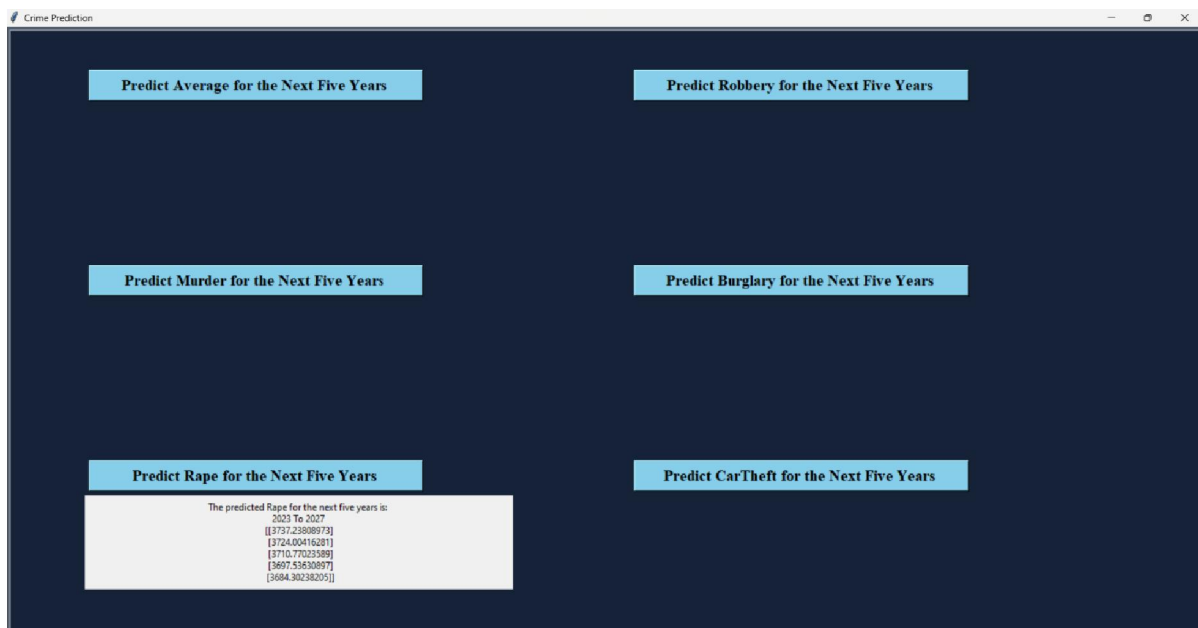 Crime Prediction
Predict Average for the Next Five Years
Predict Robbery for the Next Five Years
Predict Murder for the Next Five Years
Predict Burglary for the Next Five Years
Predict Rape for the Next Five Years
Predict CarTheft for the Next Five Years
The predicted Rape for the next five years is:
2023 To 2027
[[3737.23808973]
[3724.00416281]
[3710.77023589]
[3697.53630897]
[3684.30238205]]